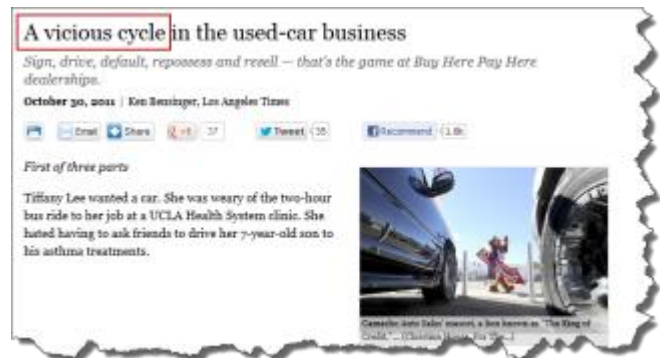 A vicious cycle in the used-car business
Sign, drive, default, repossess and resell — that's the game at Buy Here Pay Here
dealerships.
October 30, 2011 | Ken Bensinger, Los Angeles Times
Email Share +1 37 Tweet 35 Recommend 1.8k
First of three parts
Tiffany Lee wanted a car. She was weary of the two-hour
bus ride to her job at a UCLA Health System clinic. She
hated having to ask friends to drive her 7-year-old son to
his asthma treatments.
Camacho Auto Sales' mascot, a lion known as "The King of
Credit," ...